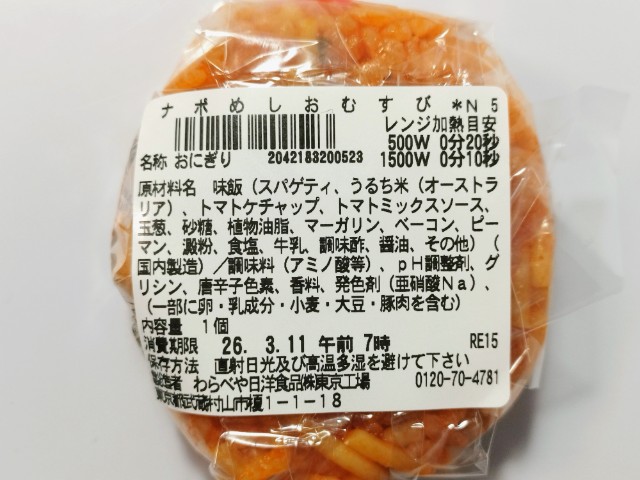 ナポめしおむすび *N 5
レンジ加熱目安
500W 0分20秒
2042183200523 1500W 0分10秒
名称 おにぎり
原材料名 味飯(スパゲティ、うるち米(オーストラ
リア)、トマトケチャップ、トマトミックスソース、
玉葱、砂糖、植物油脂、マーガリン、ベーコン、ピー
マン、澱粉、食塩、牛乳、調味酢、醤油、その他)(
国内製造)/調味料(アミノ酸等)、pH調整剤、グ
リシン、唐辛子色素、香料、発色剤(亜硝酸Na)、
(一部に卵・乳成分・小麦・大豆・豚肉を含む)
内容量 1個
消費期限 26. 3.11 午前 7時 RE15
保存方法 直射日光及び高温多湿を避けて下さい
製造者 わらべや日洋食品㈱東京工場 0120-70-4781
東京都武蔵村山市榎1-1-18